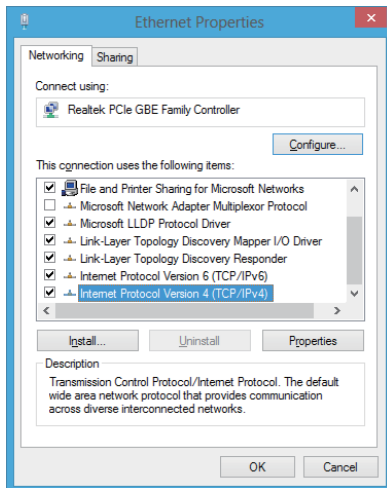 Ethernet Properties
Networking
Sharing
Connect using:
Realtek PCIe GBE Family Controller
Configure...
This connection uses the following items:
File and Printer Sharing for Microsoft Networks
Microsoft Network Adapter Multiplexor Protocol
Microsoft LLDP Protocol Driver
Link-Layer Topology Discovery Mapper I/O Driver
Link-Layer Topology Discovery Responder
Internet Protocol Version 6 (TCP/IPv6)
Internet Protocol Version 4 (TCP/IPv4)
Install...
Uninstall
Properties
Description
Transmission Control Protocol/Internet Protocol. The default
wide area network protocol that provides communication
across diverse interconnected networks.
OK
Cancel